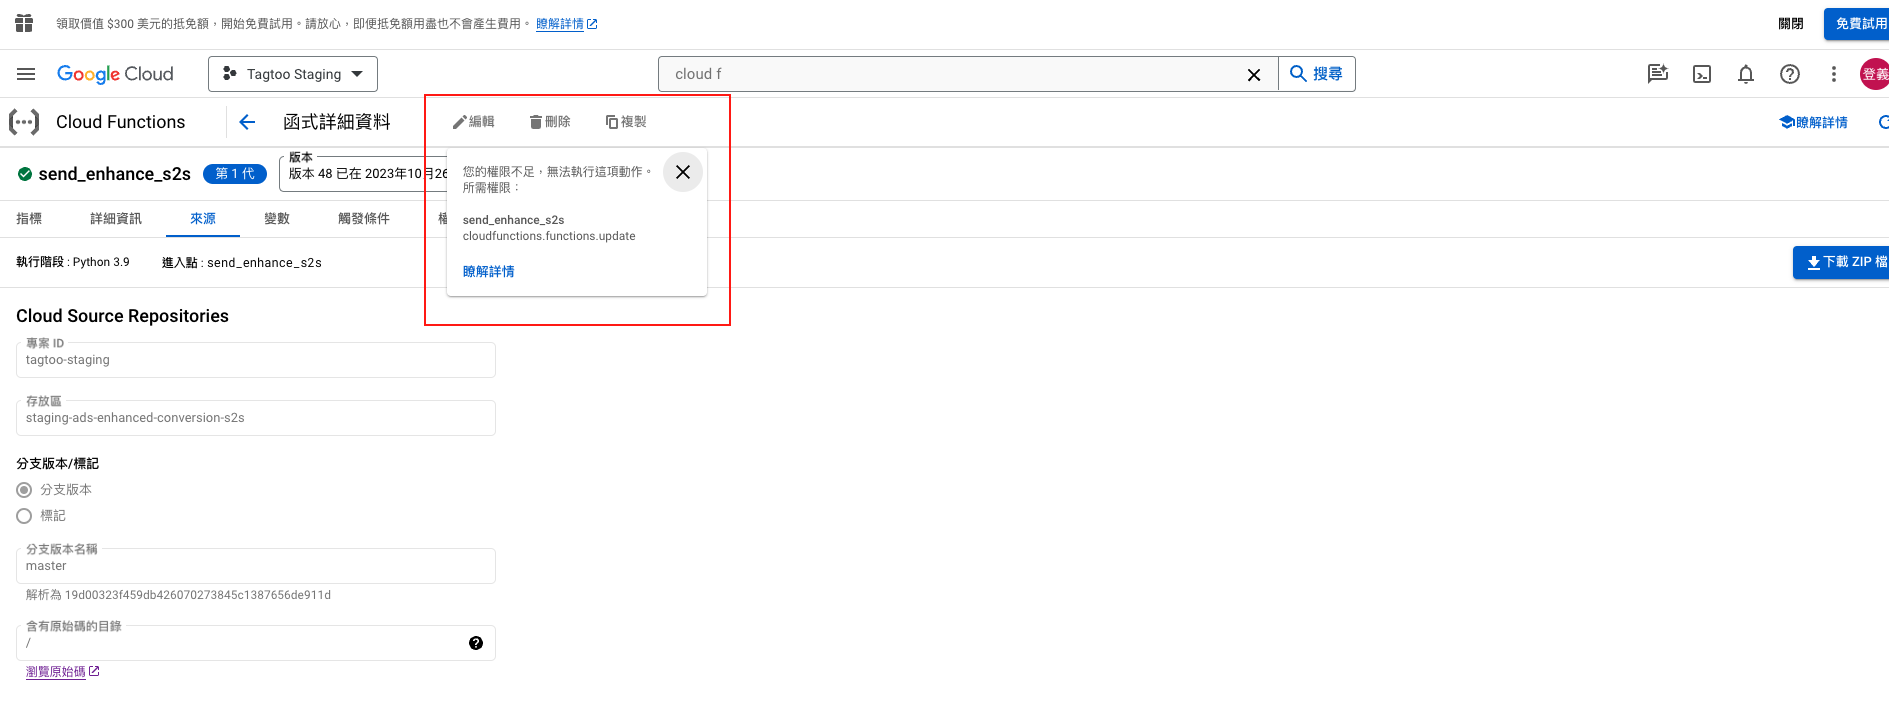 領取價值 $300 美元的抵免額，開始免費試用。請放心，即便抵免額用盡也不會產生費用。 瞭解詳情
關閉
免費試用
Google Cloud
Tagtoo Staging
cloud f
搜尋
登義
Cloud Functions
函式詳細資料
編輯
刪除
複製
瞭解詳情
send_enhance_s2s
第 1 代
版本
版本 48 已在 2023年10月26
您的權限不足，無法執行這項動作。
所需權限：
send_enhance_s2s
cloudfunctions.functions.update
瞭解詳情
指標
詳細資訊
來源
變數
觸發條件
執行階段 : Python 3.9
進入點 : send_enhance_s2s
下載 ZIP 檔
Cloud Source Repositories
專案 ID
tagtoo-staging
存放區
staging-ads-enhanced-conversion-s2s
分支版本/標記
分支版本
標記
分支版本名稱
master
解析為 19d00323f459db426070273845c1387656de911d
含有原始碼的目錄
/
瀏覽原始碼